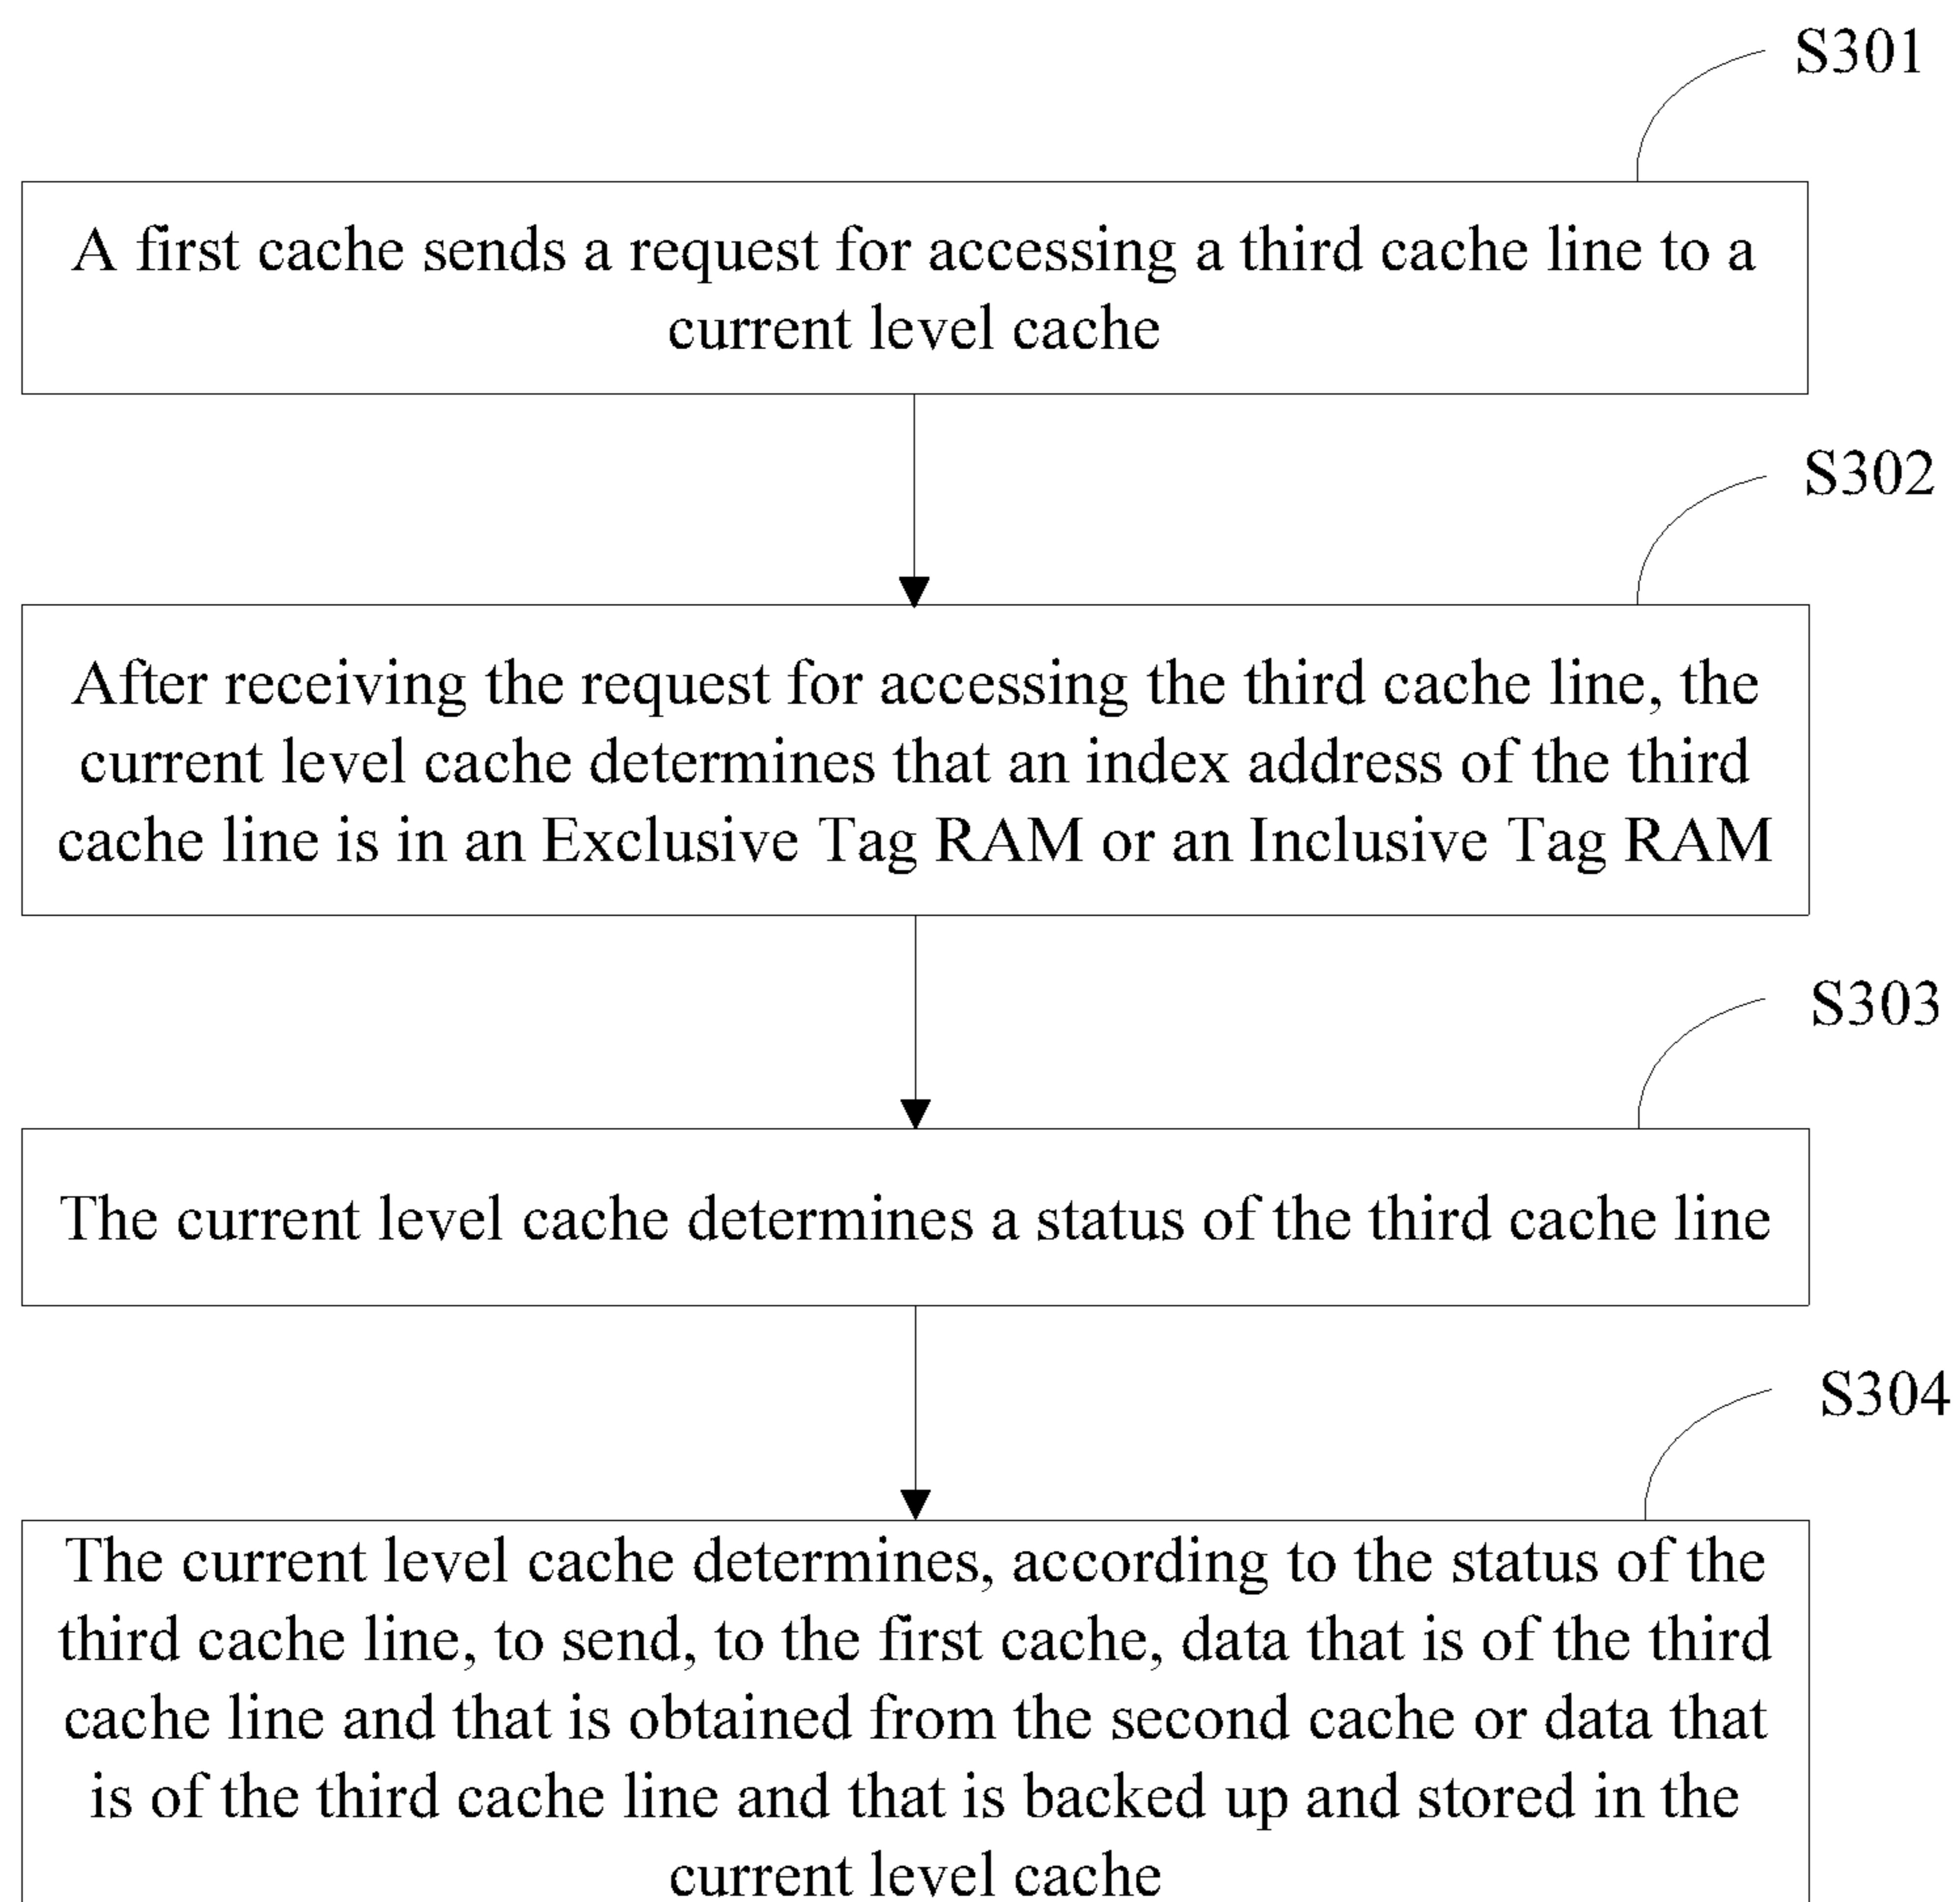 S301
A first cache sends a request for accessing a third cache line to a
current level cache
S302
After receiving the request for accessing the third cache line, the
current level cache determines that an index address of the third
cache line is in an Exclusive Tag RAM or an Inclusive Tag RAM
S303
The current level cache determines a status of the third cache line
S304
The current level cache determines, according to the status of the
third cache line, to send, to the first cache, data that is of the third
cache line and that is obtained from the second cache or data that
is of the third cache line and that is backed up and stored in the
current level cache